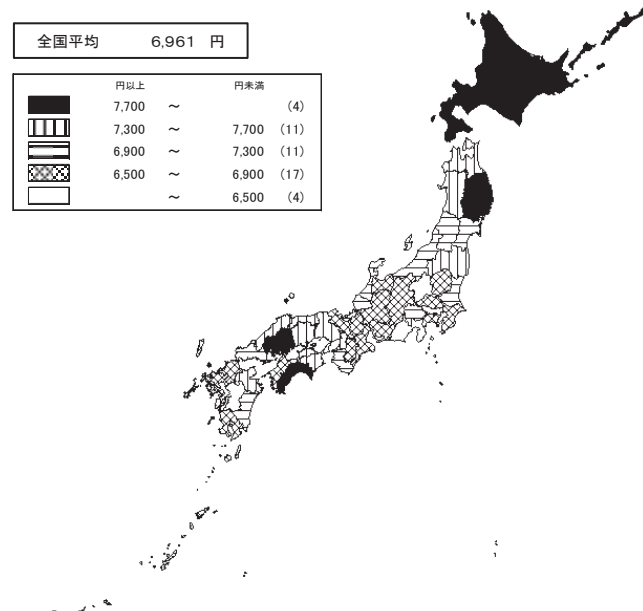 全国平均 6,961 円
円以上 円未満
7,700 ～ (4)
7,300 ～ 7,700 (11)
6,900 ～ 7,300 (11)
6,500 ～ 6,900 (17)
～ 6,500 (4)